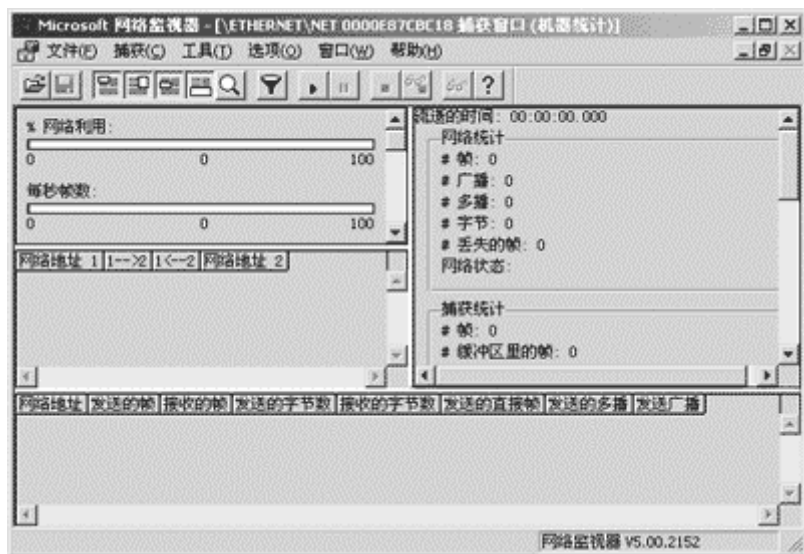 Microsoft 网络监视器 - [\ETHERNET\NET 0000E87CBC18 捕获窗口 (机器统计)]
文件(F) 捕获(C) 工具(T) 选项(O) 窗口(W) 帮助(H)
% 网络利用:
0 0 100
每秒帧数:
0 0 100
网络地址 1 1-->2 1<--2 网络地址 2
流逝的时间: 00:00:00.000
网络统计
# 帧: 0
# 广播: 0
# 多播: 0
# 字节: 0
# 丢失的帧: 0
网络状态:
捕获统计
# 帧: 0
# 缓冲区里的帧: 0
网络地址 发送的帧 接收的帧 发送的字节数 接收的字节数 发送的直接帧 发送的多播 发送广播
网络监视器 V5.00.2152